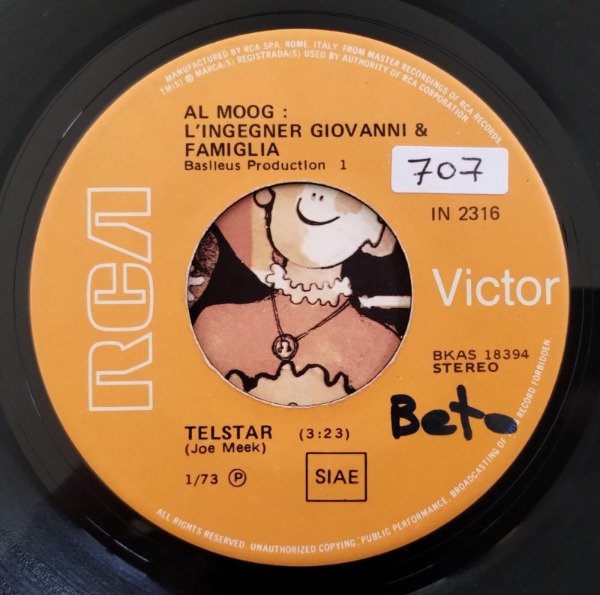 MANUFACTURED BY RCA SPA, ROME, ITALY FROM MASTER RECORDINGS OF RCA RECORDS
TM(S) ® MARCA(S) REGISTRADA(S) USED BY AUTHORITY OF RCA CORPORATION
AL MOOG :
L'INGEGNER GIOVANNI &
FAMIGLIA
Basileus Production 1
707
IN 2316
RCA
Victor
BKAS 18394
STEREO
Beto
TELSTAR (3:23)
(Joe Meek)
1/73 Ⓟ
SIAE
ALL RIGHTS RESERVED. UNAUTHORIZED COPYING, PUBLIC PERFORMANCE, BROADCASTING OF RECORD FORBIDDEN